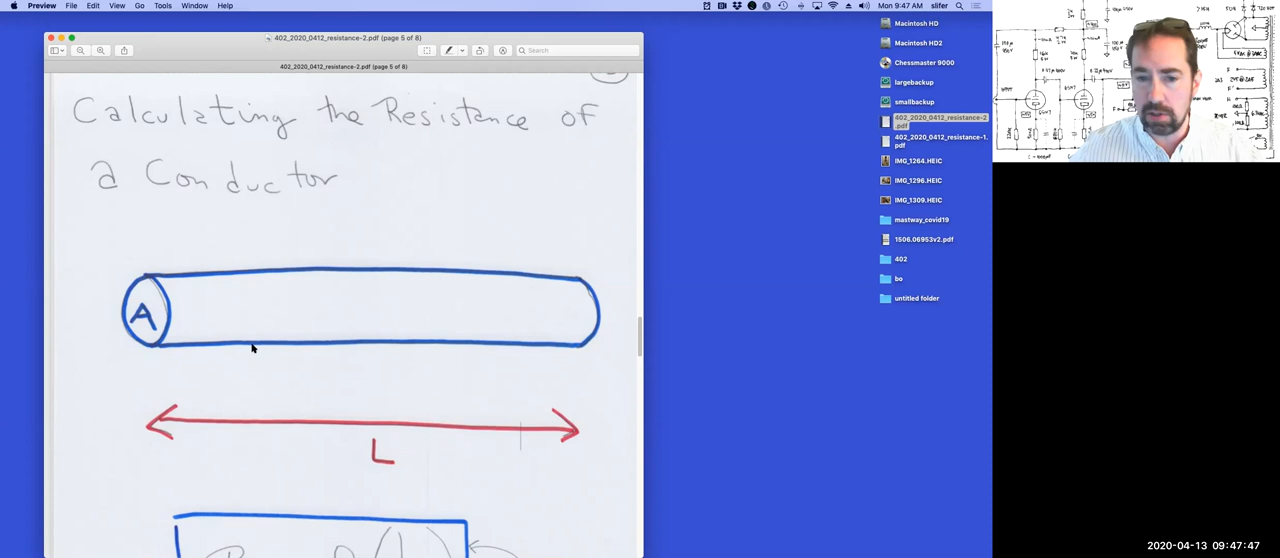 Preview File Edit View Go Tools Window Help
Mon 9:47 AM slifer
402_2020_0412_resistance-2.pdf (page 5 of 8)
Search
402_2020_0412_resistance-2.pdf (page 5 of 8)
Calculating the Resistance of
a Conductor
A
L
Macintosh HD
Macintosh HD2
Chessmaster 9000
largebackup
smallbackup
402_2020_0412_resistance-2
.pdf
402_2020_0412_resistance-1.
pdf
IMG_1264.HEIC
IMG_1296.HEIC
IMG_1309.HEIC
mastway_covid19
1506.06953v2.pdf
402
bo
untitled folder
2020-04-13 09:47:47